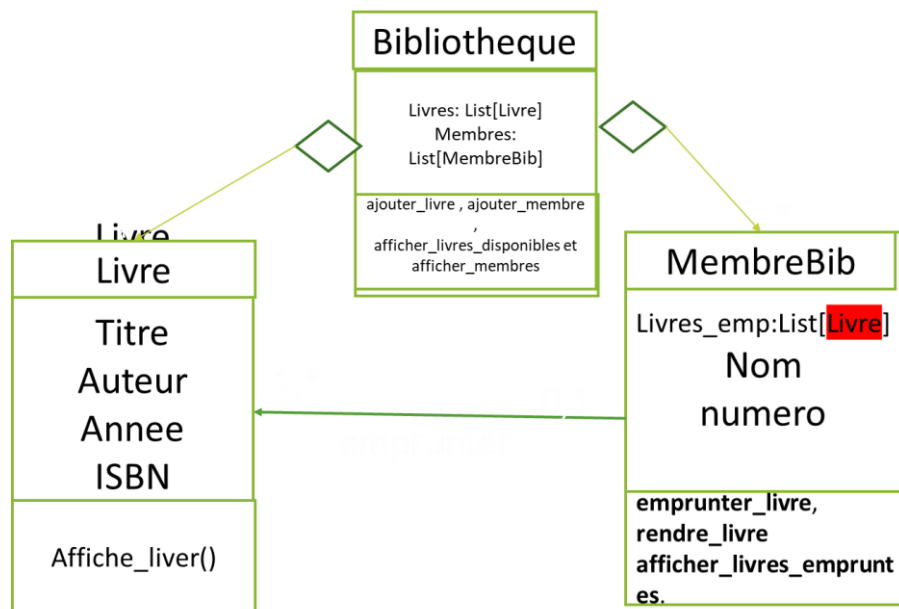 Bibliotheque
Livres: List[Livre]
Membres:
List[MembreBib]
ajouter_livre , ajouter_membre
,
afficher_livres_disponibles et
afficher_membres
Livre
Livre
Titre
Auteur
Annee
ISBN
Affiche_liver()
MembreBib
Livres_emp:List[Livre]
Nom
numero
emprunter_livre,
rendre_livre
afficher_livres_emprunt
es.